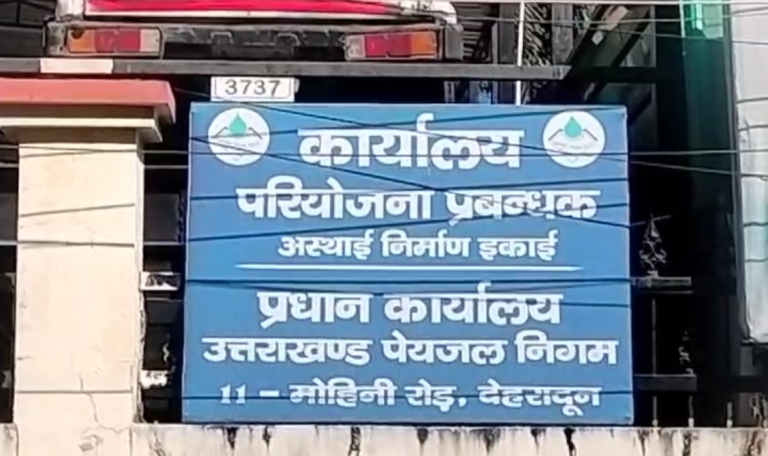 3737
कार्यालय
परियोजना प्रबन्धक
अस्थाई निर्माण इकाई
प्रधान कार्यालय
उत्तराखण्ड पेयजल निगम
11 - मोहिनी रोड़, देहरादून